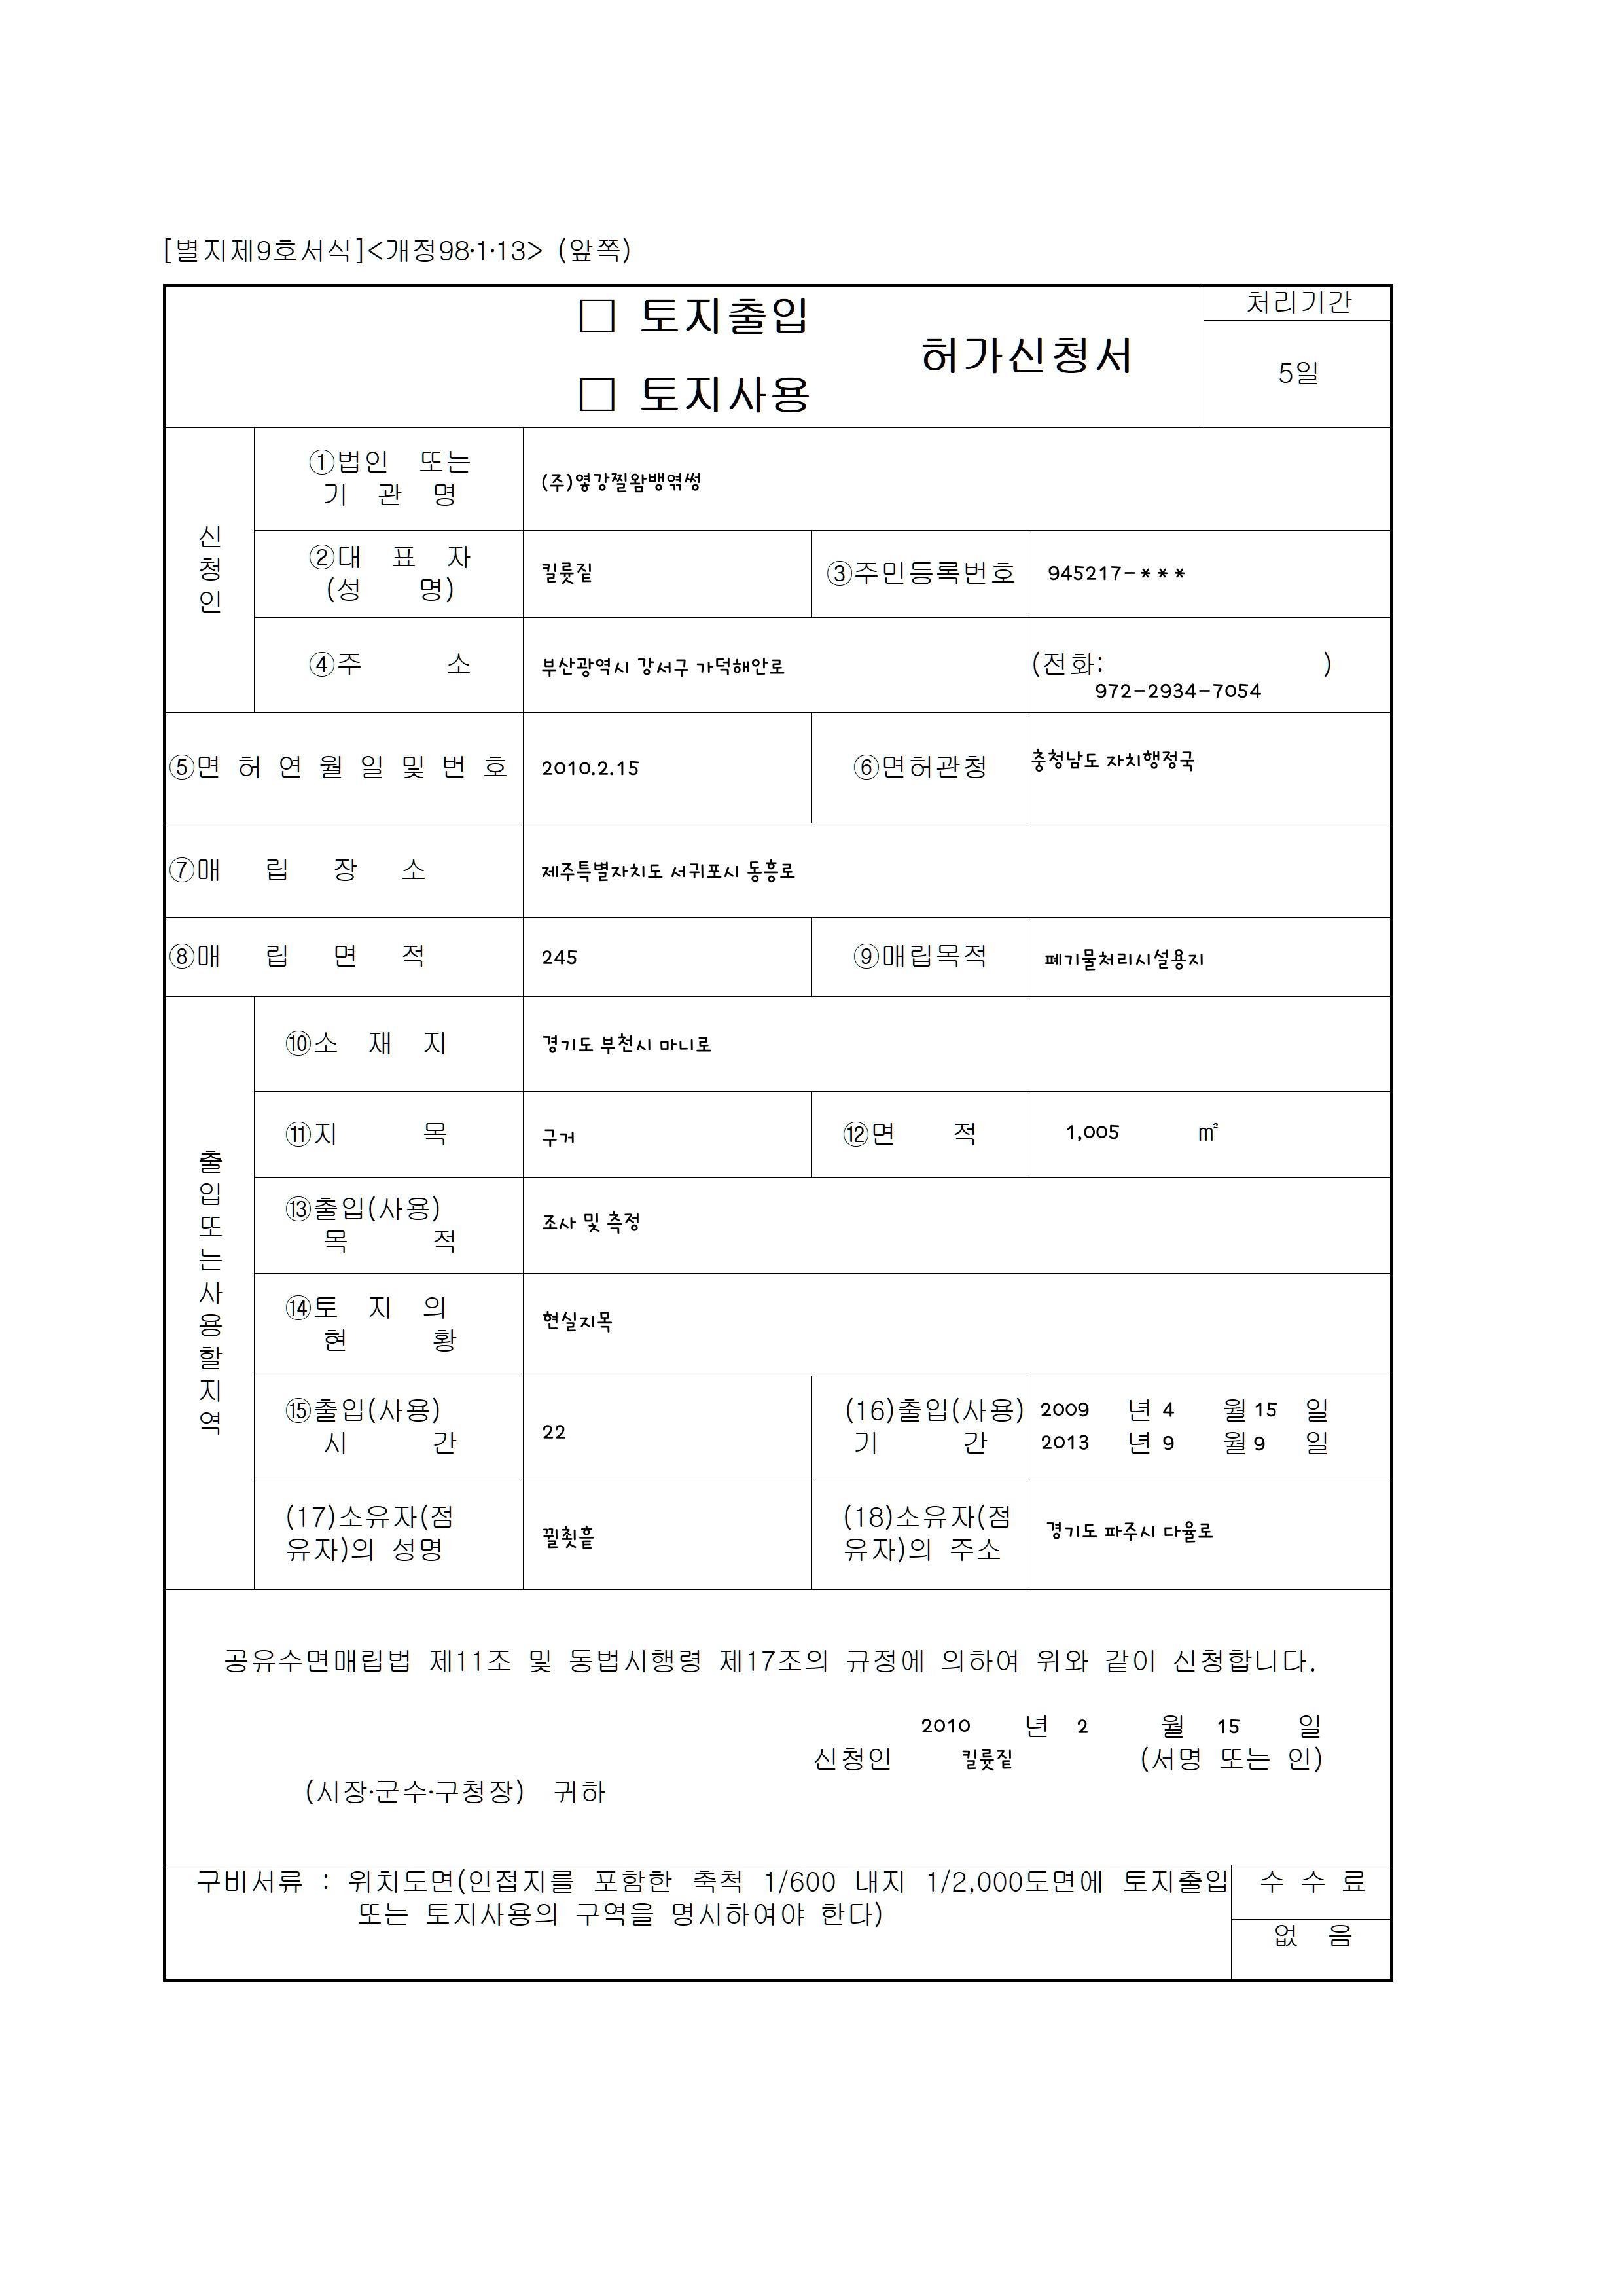 [별지제9호서식]<개정98·1·13> (앞쪽)
□ 토지출입
허가신청서
□ 토지사용
처리기간
5일
신청인
①법인 또는
기 관 명
(주)옇강찔왐뱅엮썽
②대 표 자
(성 명)
킬륫짙
③주민등록번호
945217-***
④주 소
부산광역시 강서구 가덕해안로
(전화: )
972-2934-7054
⑤면 허 연 월 일 및 번 호
2010.2.15
⑥면허관청
충청남도 자치행정국
⑦매 립 장 소
제주특별자치도 서귀포시 동흥로
⑧매 립 면 적
245
⑨매립목적
폐기물처리시설용지
출입또는사용할지역
⑩소 재 지
경기도 부천시 마니로
⑪지 목
구거
⑫면 적
1,005 ㎡
⑬출입(사용)
목 적
조사 및 측정
⑭토 지 의
현 황
현실지목
⑮출입(사용)
시 간
22
(16)출입(사용)
기 간
2009 년 4 월 15 일
2013 년 9 월 9 일
(17)소유자(점
유자)의 성명
(18)소유자(점
유자)의 주소
경기도 파주시 다율로
공유수면매립법 제11조 및 동법시행령 제17조의 규정에 의하여 위와 같이 신청합니다.
2010 년 2 월 15 일
신청인 킬륫짙 (서명 또는 인)
(시장·군수·구청장) 귀하
구비서류 : 위치도면(인접지를 포함한 축척 1/600 내지 1/2,000도면에 토지출입
또는 토지사용의 구역을 명시하여야 한다)
수 수 료
없 음